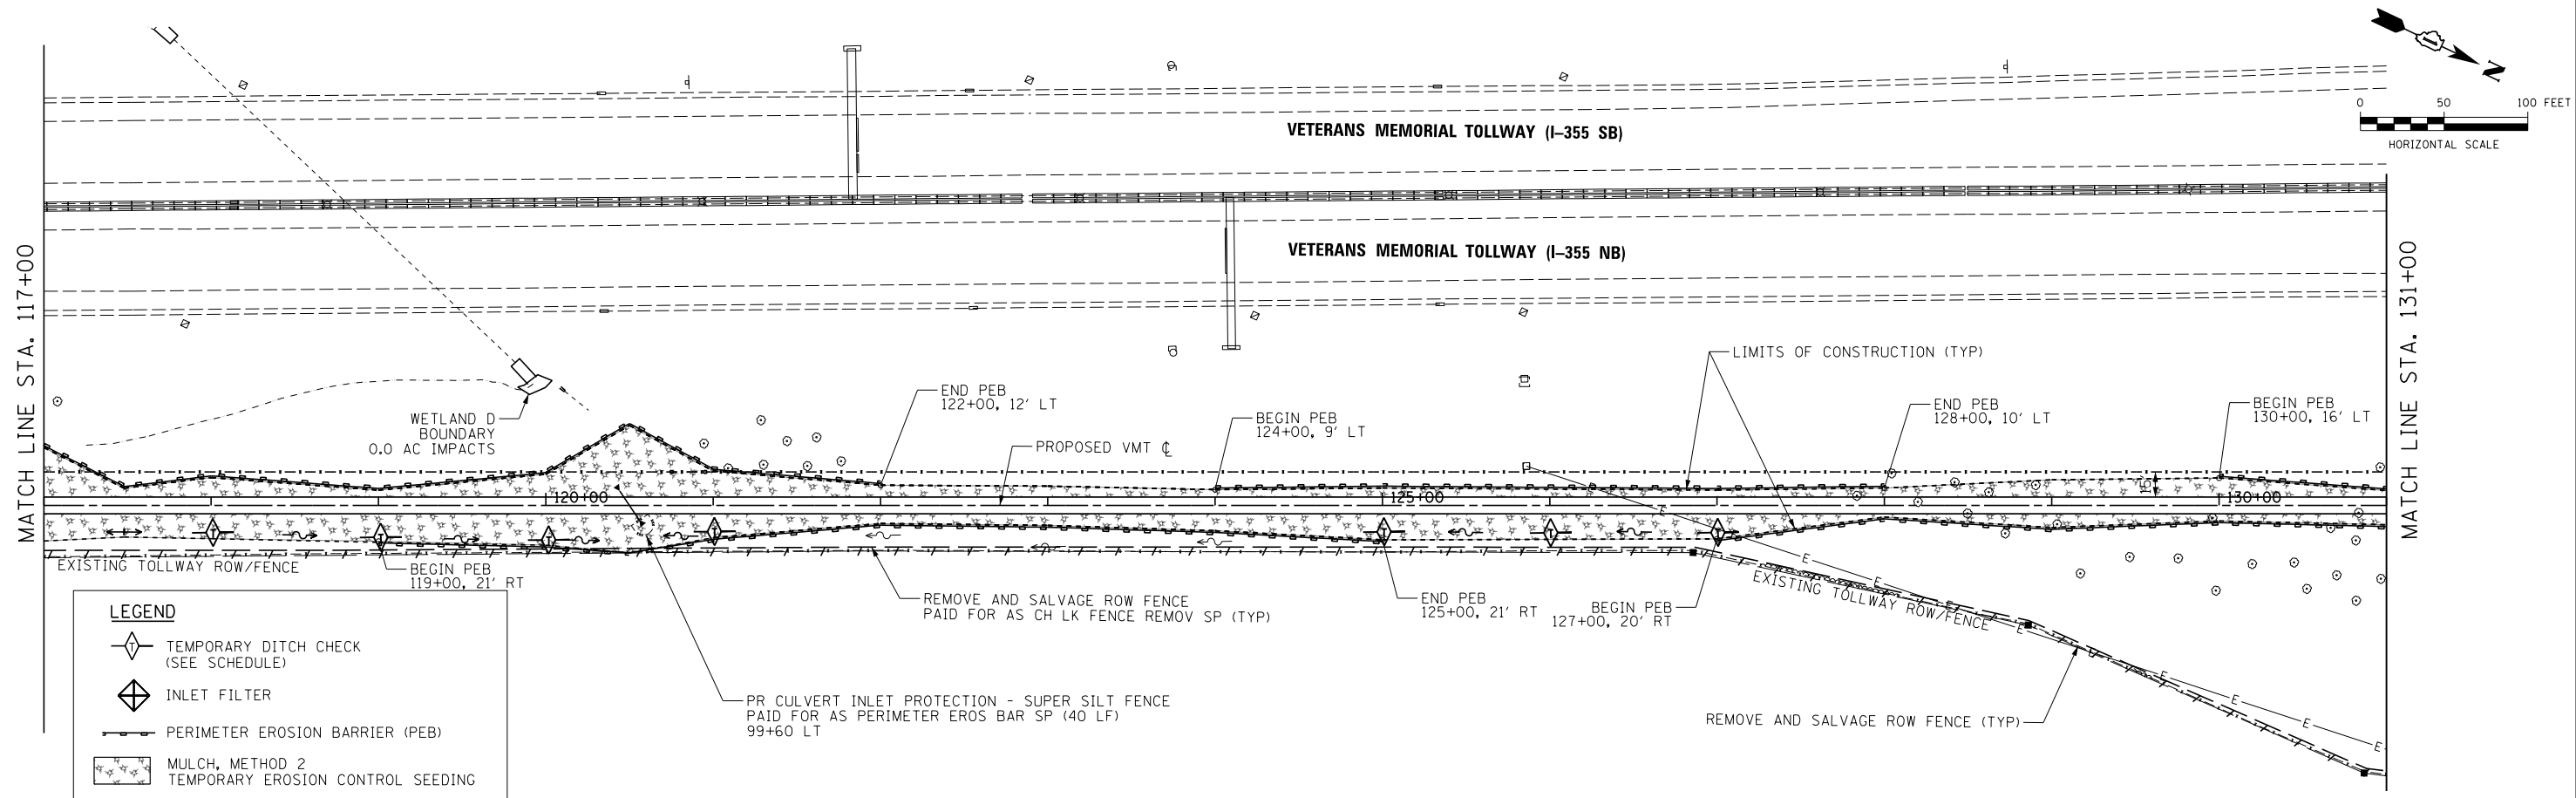 N
0 50 100 FEET
HORIZONTAL SCALE
VETERANS MEMORIAL TOLLWAY (I-355 SB)
VETERANS MEMORIAL TOLLWAY (I-355 NB)
MATCH LINE STA. 117+00
MATCH LINE STA. 131+00
LIMITS OF CONSTRUCTION (TYP)
WETLAND D
BOUNDARY
0.0 AC IMPACTS
END PEB
122+00, 12' LT
PROPOSED VMT ℄
BEGIN PEB
124+00, 9' LT
END PEB
128+00, 10' LT
BEGIN PEB
130+00, 16' LT
120+00
125+00
15'
130+00
E
EXISTING TOLLWAY ROW/FENCE
BEGIN PEB
119+00, 21' RT
REMOVE AND SALVAGE ROW FENCE
PAID FOR AS CH LK FENCE REMOV SP (TYP)
END PEB
125+00, 21' RT
BEGIN PEB
127+00, 20' RT
EXISTING TOLLWAY ROW/FENCE
E
E
E
E
E
E
E
E
PR CULVERT INLET PROTECTION - SUPER SILT FENCE
PAID FOR AS PERIMETER EROS BAR SP (40 LF)
99+60 LT
REMOVE AND SALVAGE ROW FENCE (TYP)
LEGEND
T TEMPORARY DITCH CHECK
(SEE SCHEDULE)
INLET FILTER
PERIMETER EROSION BARRIER (PEB)
MULCH, METHOD 2
TEMPORARY EROSION CONTROL SEEDING